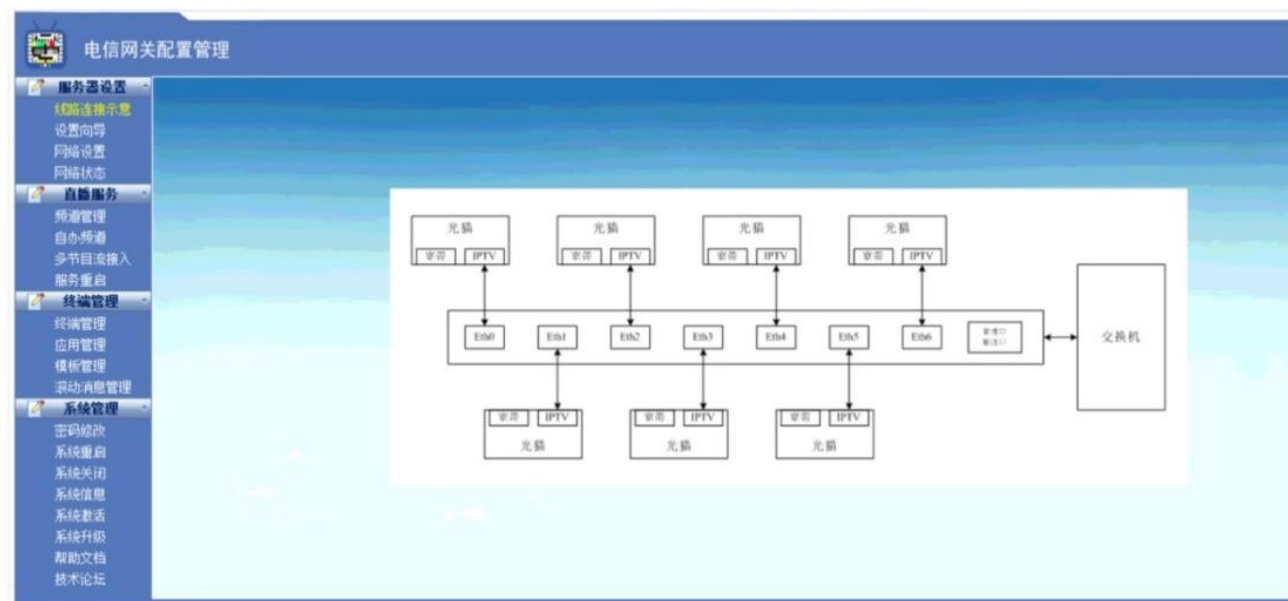 电信网关配置管理
服务器设置
线路连接示意
设置向导
网络设置
网络状态
直播服务
频道管理
自办频道
多节目流接入
服务重启
终端管理
终端管理
应用管理
模板管理
滚动消息管理
系统管理
密码修改
系统重启
系统关闭
系统信息
系统激活
系统升级
帮助文档
技术论坛
光猫 光猫 光猫 光猫
宽带 IPTV 宽带 IPTV 宽带 IPTV 宽带 IPTV
Eth0 Eth1 Eth2 Eth3 Eth4 Eth5 Eth6
管理口
交换机
宽带 IPTV 宽带 IPTV 宽带 IPTV
光猫 光猫 光猫